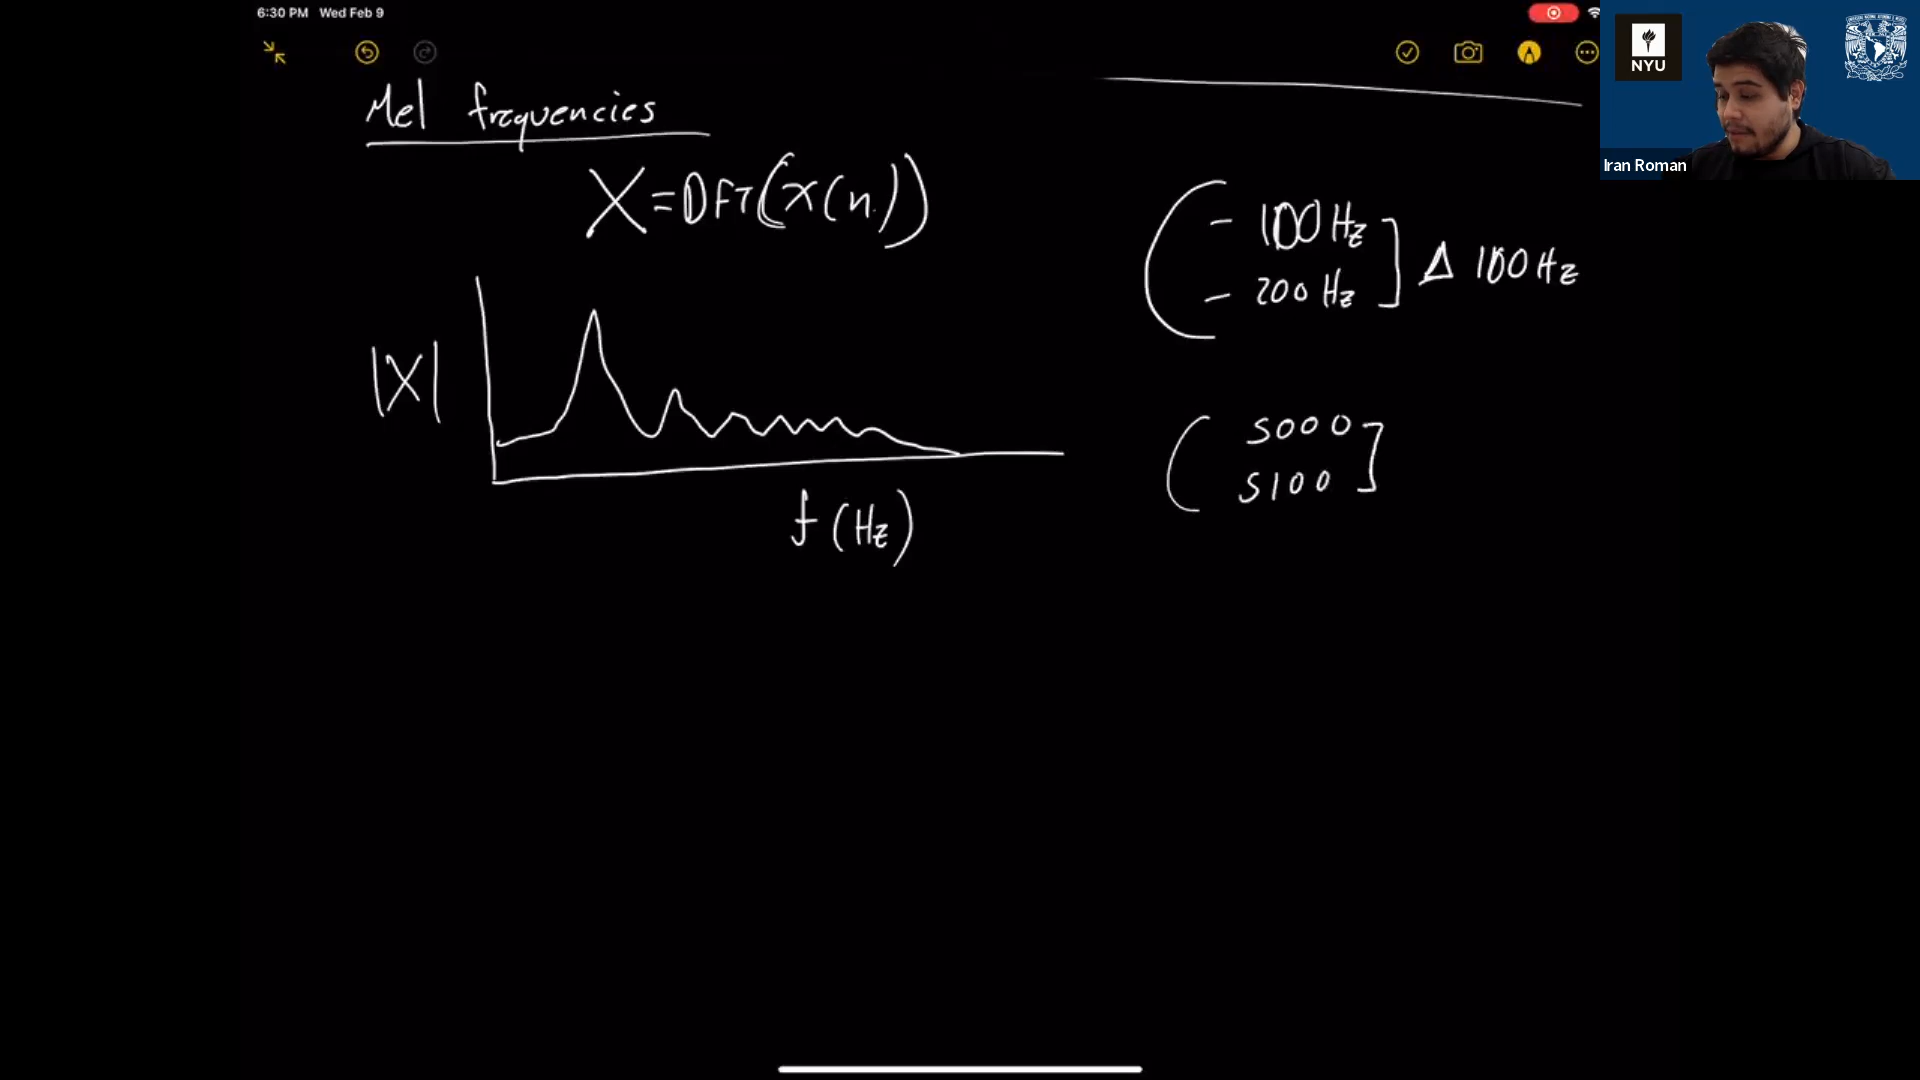 6:30 PM Wed Feb 9
NYU
Iran Roman
Mel frequencies
X=DFT(x(n))
- 100 Hz
- 200 Hz
Δ 100 Hz
|X|
f (Hz)
5000
5100